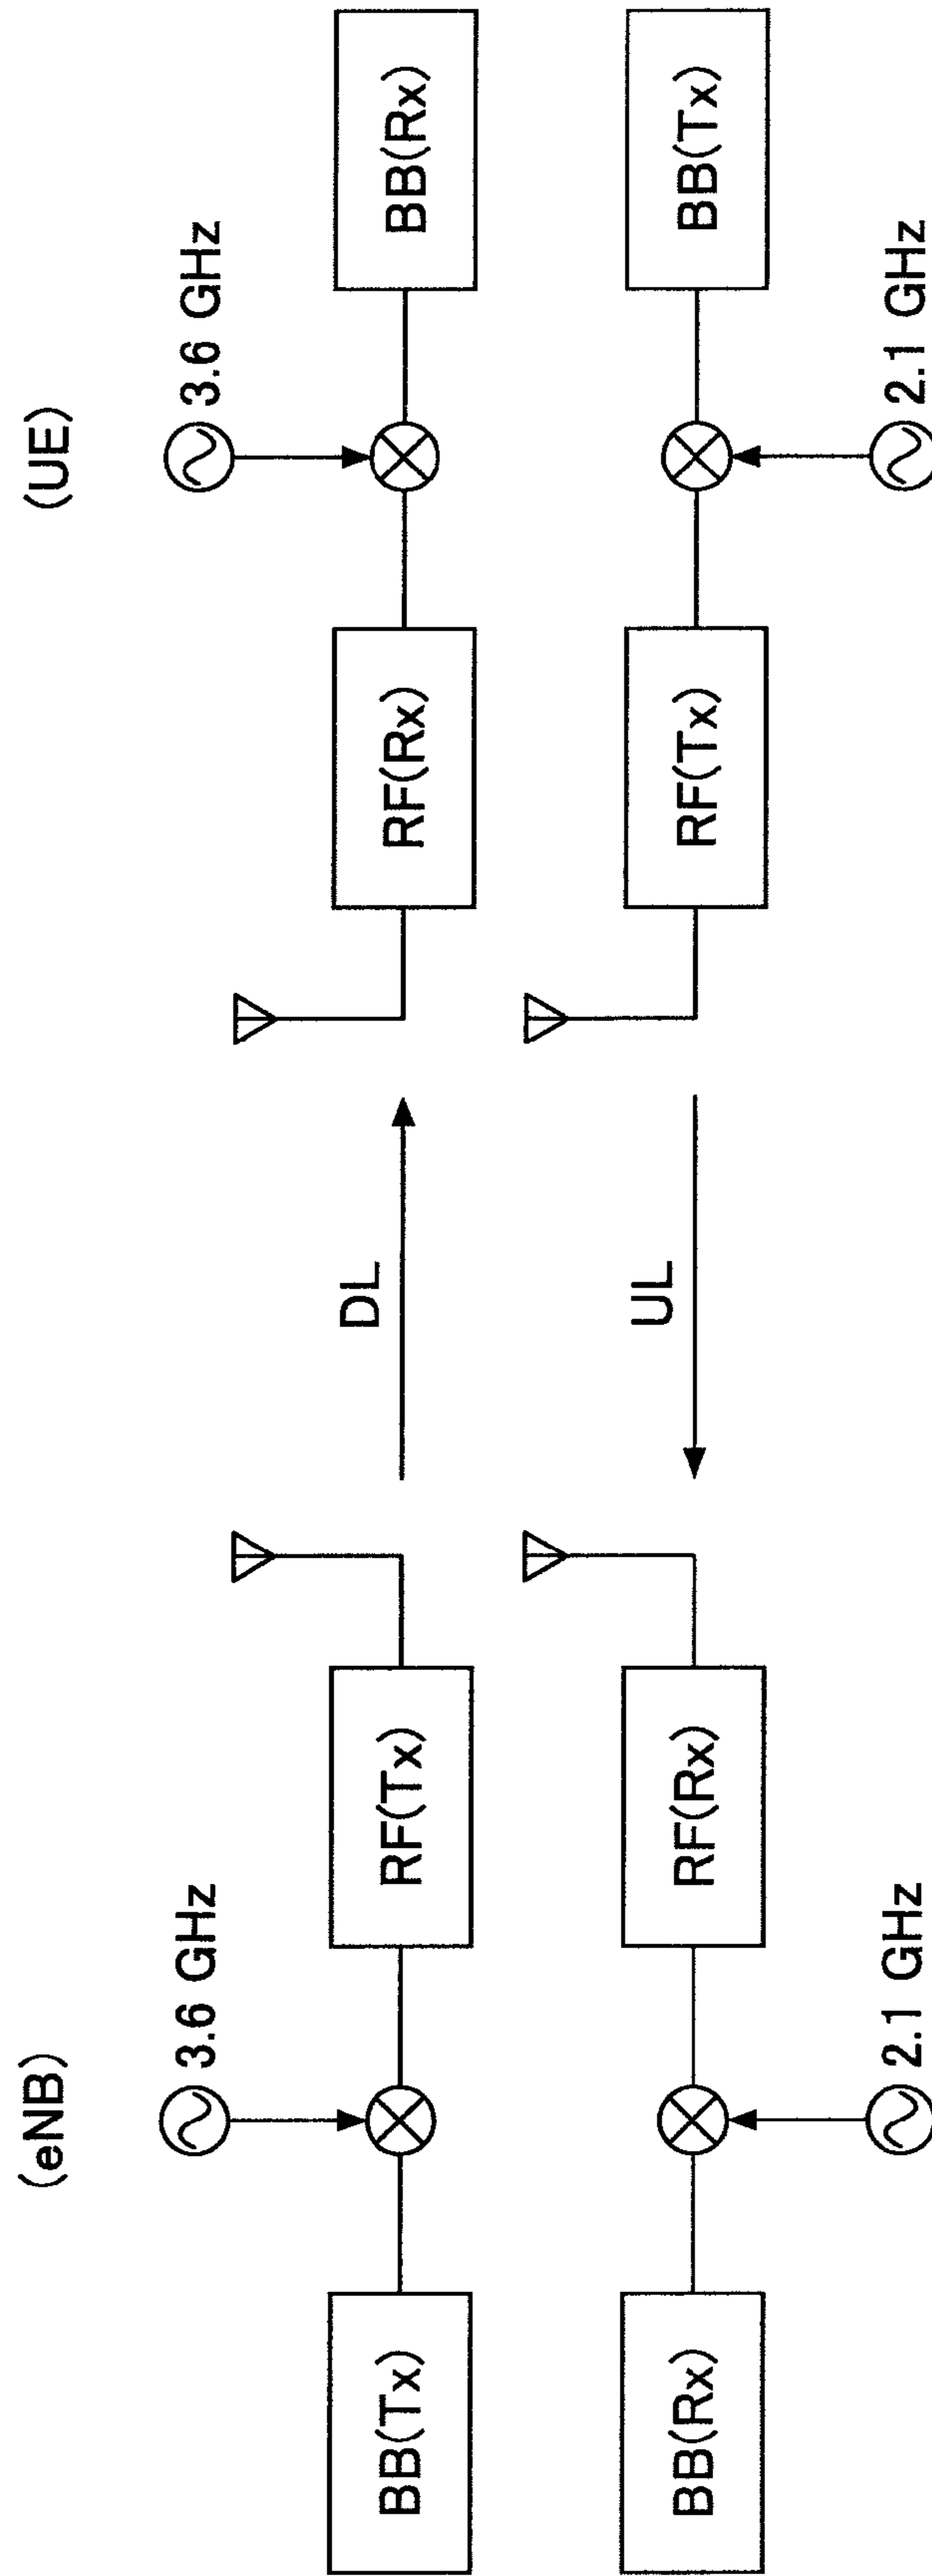 (eNB)
(UE)
3.6 GHz
3.6 GHz
BB(Tx)
RF(Tx)
DL
RF(Rx)
BB(Rx)
BB(Rx)
RF(Rx)
UL
RF(Tx)
BB(Tx)
2.1 GHz
2.1 GHz